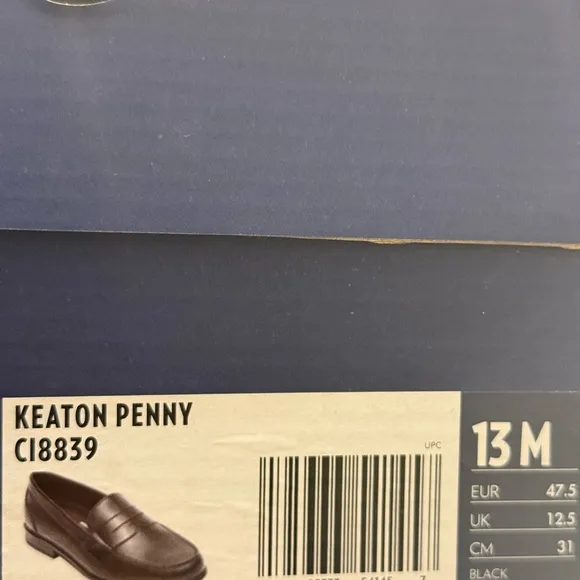 KEATON PENNY
CI8839
UPC
13 M
EUR 47.5
UK 12.5
CM 31
BLACK